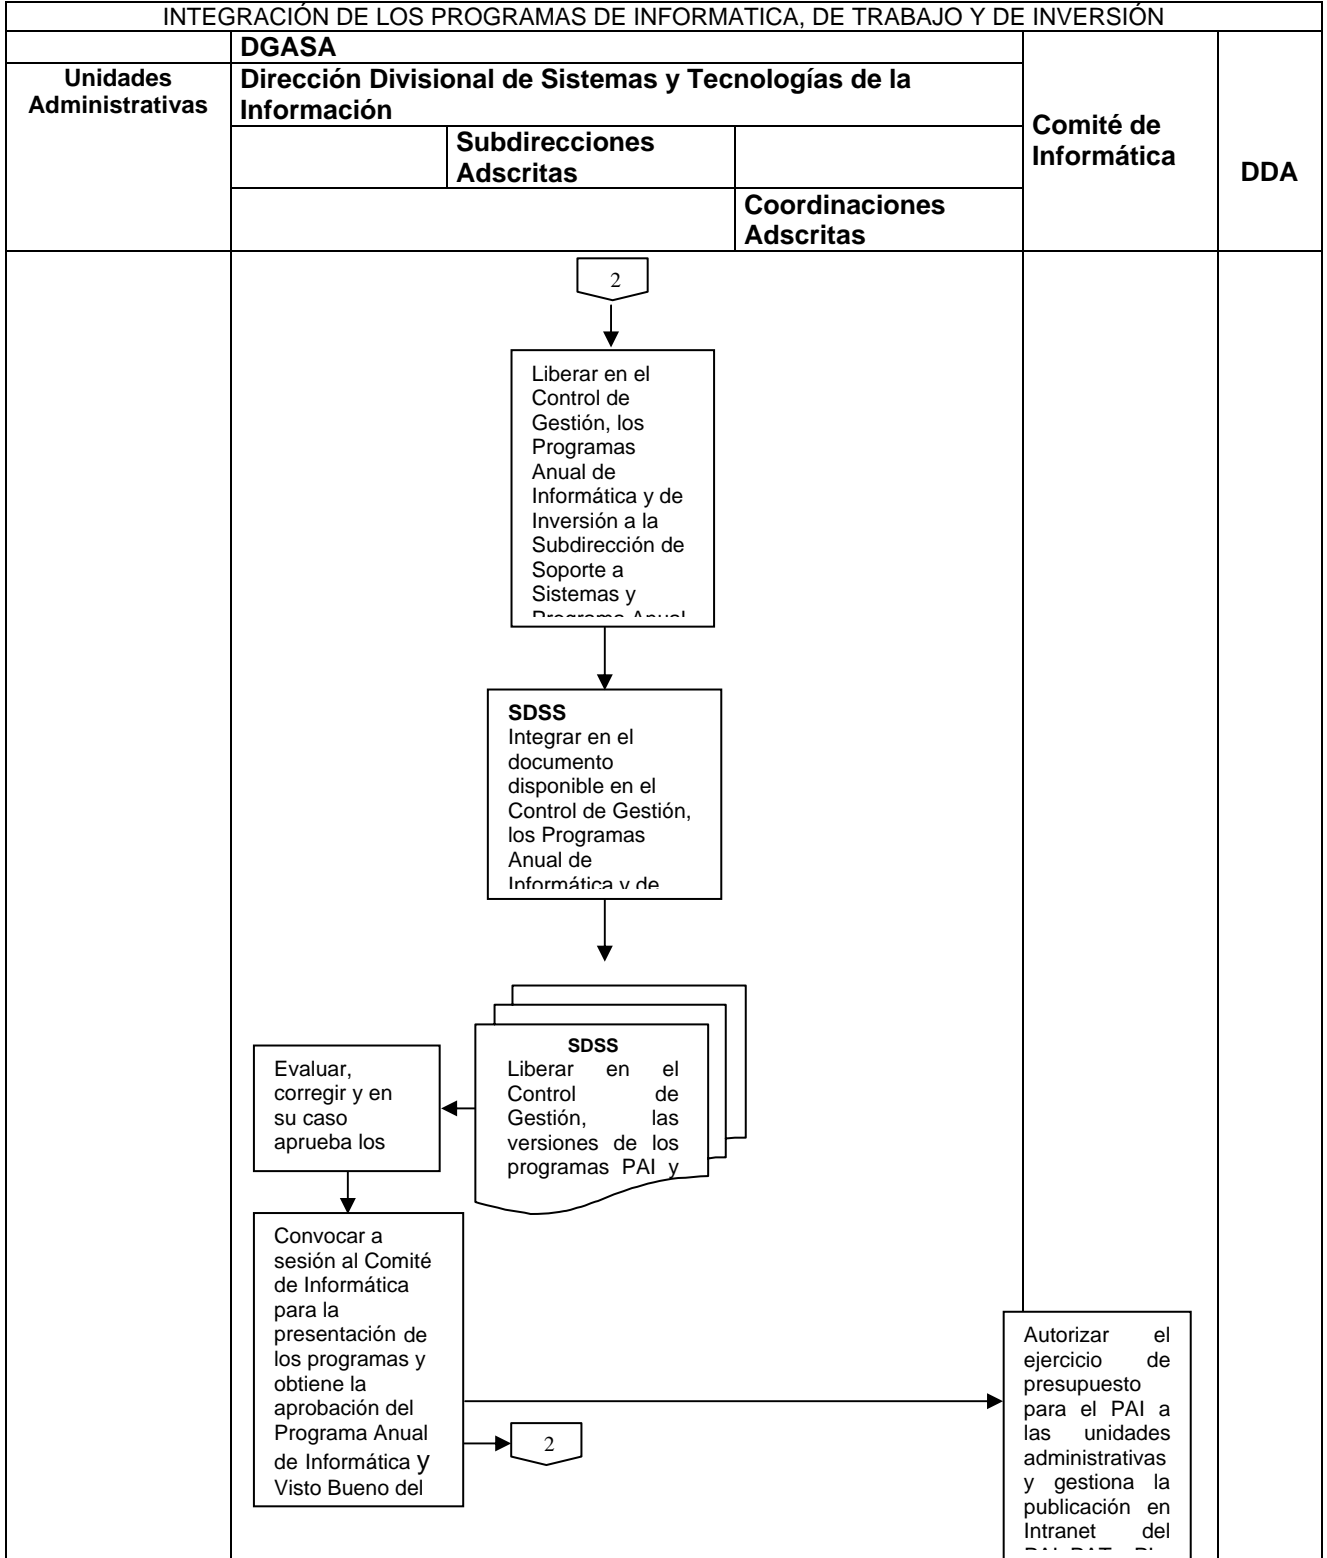 INTEGRACIÓN DE LOS PROGRAMAS DE INFORMATICA, DE TRABAJO Y DE INVERSIÓN
DGASA
Unidades
Administrativas
Dirección Divisional de Sistemas y Tecnologías de la
Información
Subdirecciones
Adscritas
Coordinaciones
Adscritas
Comité de
Informática
DDA
2
Liberar en el
Control de
Gestión, los
Programas
Anual de
Informática y de
Inversión a la
Subdirección de
Soporte a
Sistemas y
Programa Anual
SDSS
Integrar en el
documento
disponible en el
Control de Gestión,
los Programas
Anual de
Informática y de
SDSS
Liberar en el
Control de
Gestión, las
versiones de los
programas PAI y
Evaluar,
corregir y en
su caso
aprueba los
Convocar a
sesión al Comité
de Informática
para la
presentación de
los programas y
obtiene la
aprobación del
Programa Anual
de Informática y
Visto Bueno del
2
Autorizar el
ejercicio de
presupuesto
para el PAI a
las unidades
administrativas
y gestiona la
publicación en
Intranet del